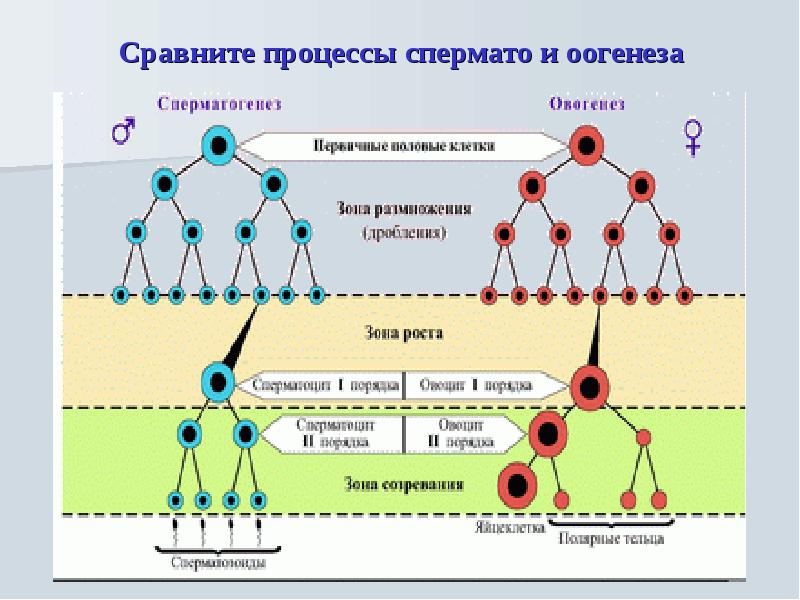 Сравните процессы спермато и оогенеза
Сперматогенез
Овогенез
♂
♀
Первичные половые клетки
Зона размножения
(дробления)
Зона роста
Сперматоцит I порядка
Овоцит I порядка
Сперматоцит
II порядка
Овоцит
II порядка
Зона созревания
Яйцеклетка
Полярные тельца
Сперматозоиды